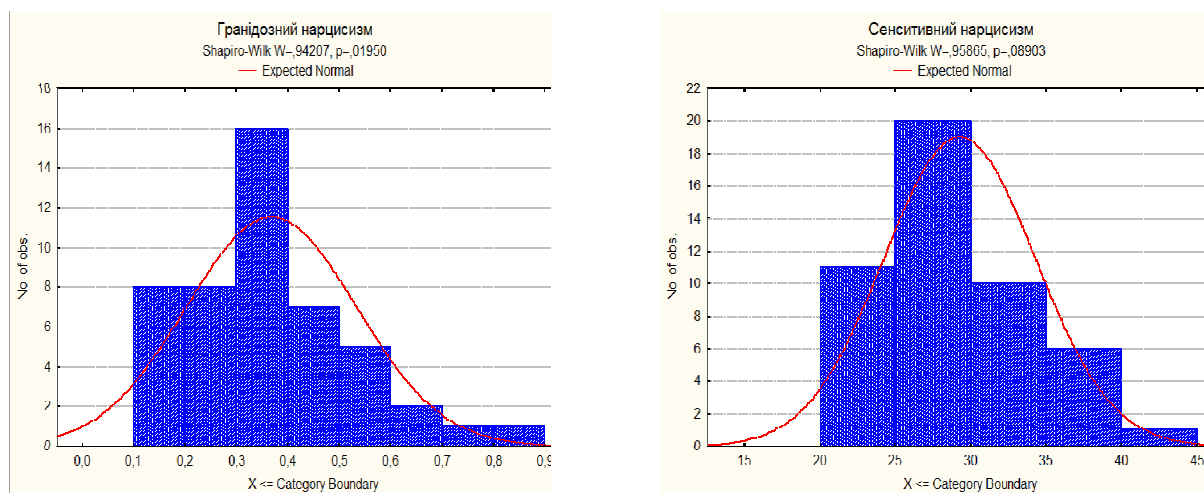 Гранідозний нарцисизм
Shapiro-Wilk W=,94207, p=,01950
Expected Normal
18
16
14
12
10
8
6
4
2
0
No of obs.
0,0 0,1 0,2 0,3 0,4 0,5 0,6 0,7 0,8 0,9
X <= Category Boundary
Сенситивний нарцисизм
Shapiro-Wilk W=,95865, p=,08903
Expected Normal
22
20
18
16
14
12
10
8
6
4
2
0
No of obs.
15 20 25 30 35 40 45
X <= Category Boundary